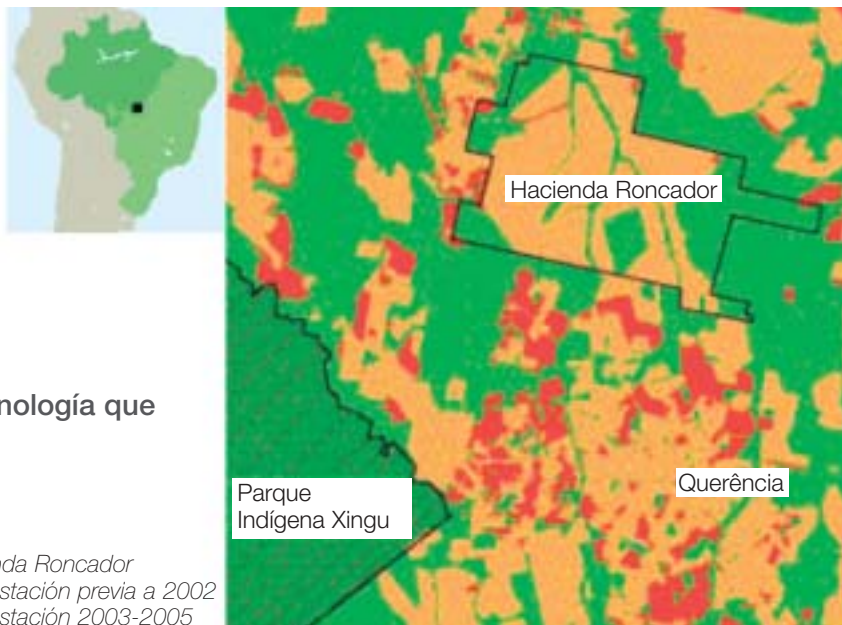 Hacienda Roncador
nología que
Parque
Indígena Xingu
Querência
nda Roncador
stación previa a 2002
stación 2003-2005